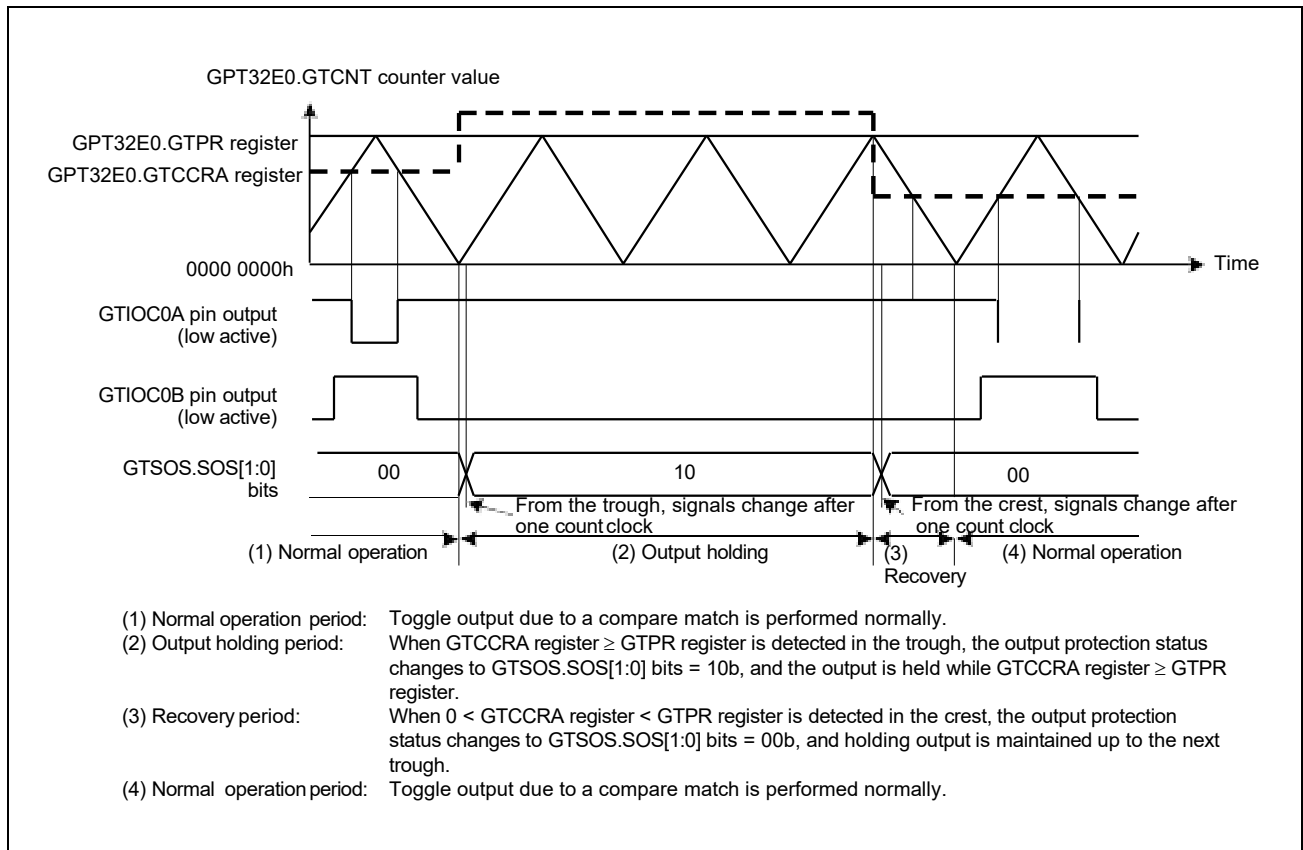 GPT32E0.GTCNT counter value
GPT32E0.GTPR register
GPT32E0.GTCCRA register
0000 0000h
Time
GTIOC0A pin output
(low active)
GTIOC0B pin output
(low active)
GTSOS.SOS[1:0]
bits
00
10
00
From the trough, signals change after
one count clock
From the crest, signals change after
one count clock
(1) Normal operation
(2) Output holding
(3)
Recovery
(4) Normal operation
(1) Normal operation period: Toggle output due to a compare match is performed normally.
(2) Output holding period: When GTCCRA register ≥ GTPR register is detected in the trough, the output protection status
changes to GTSOS.SOS[1:0] bits = 10b, and the output is held while GTCCRA register ≥ GTPR
register.
(3) Recovery period: When 0 < GTCCRA register < GTPR register is detected in the crest, the output protection
status changes to GTSOS.SOS[1:0] bits = 00b, and holding output is maintained up to the next
trough.
(4) Normal operation period: Toggle output due to a compare match is performed normally.